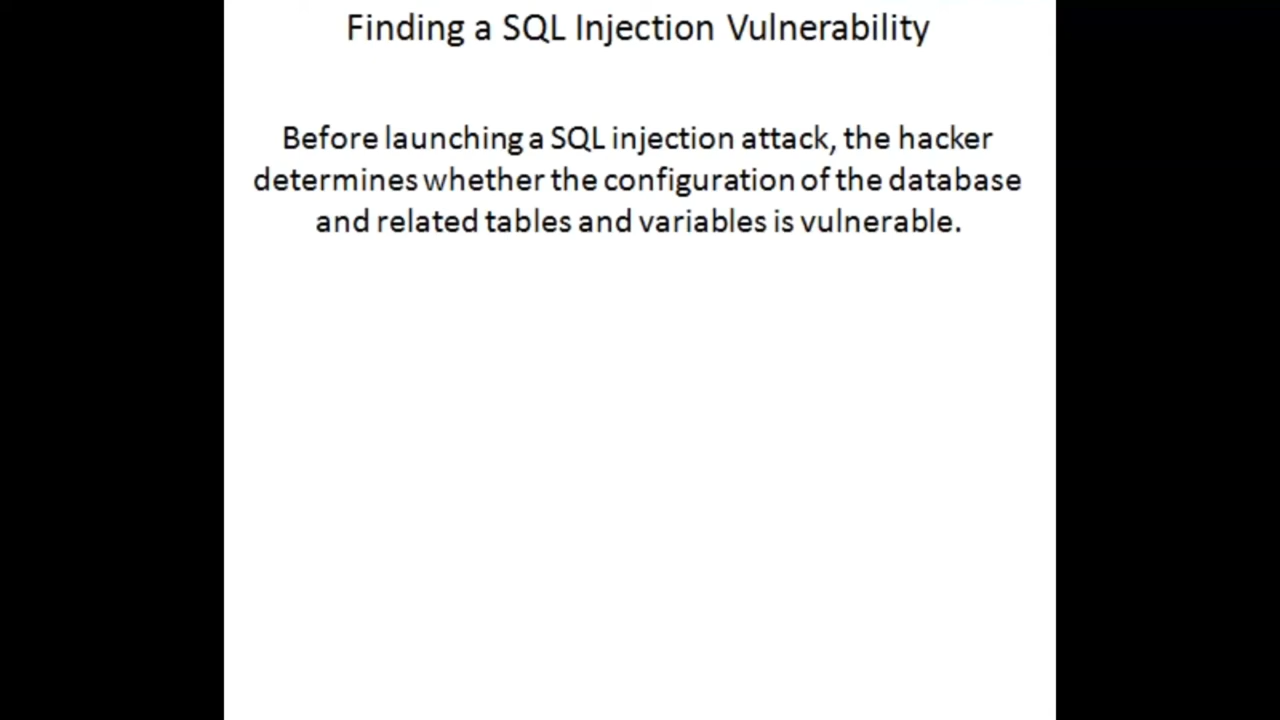 Finding a SQL Injection Vulnerability
Before launching a SQL injection attack, the hacker
determines whether the configuration of the database
and related tables and variables is vulnerable.